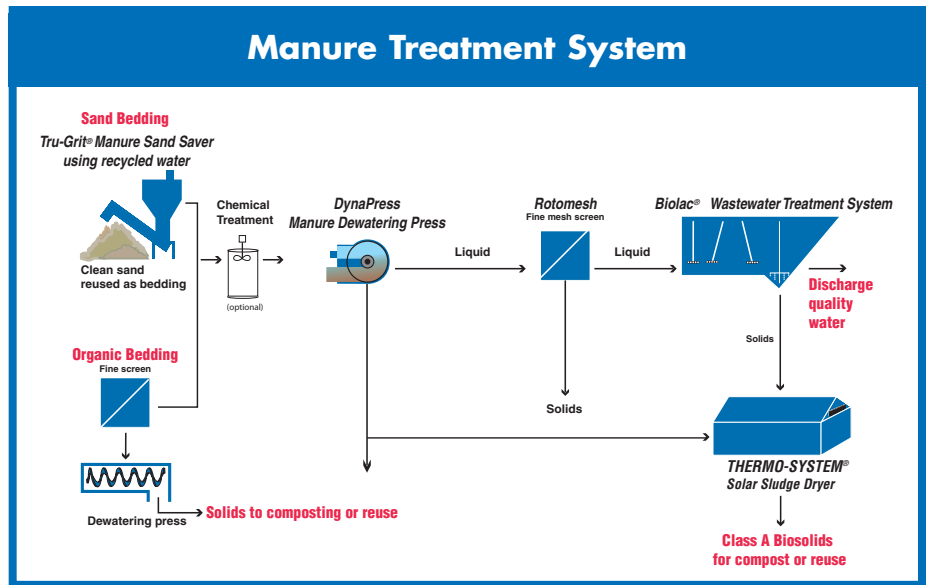 Manure Treatment System
Sand Bedding
Tru-Grit® Manure Sand Saver
using recycled water
Clean sand
reused as bedding
Chemical
Treatment
(optional)
DynaPress
Manure Dewatering Press
Liquid
Rotomesh
Fine mesh screen
Liquid
Biolac® Wastewater Treatment System
Discharge
quality
water
Solids
Solids
Organic Bedding
Fine screen
Dewatering press
Solids to composting or reuse
THERMO-SYSTEM®
Solar Sludge Dryer
Class A Biosolids
for compost or reuse